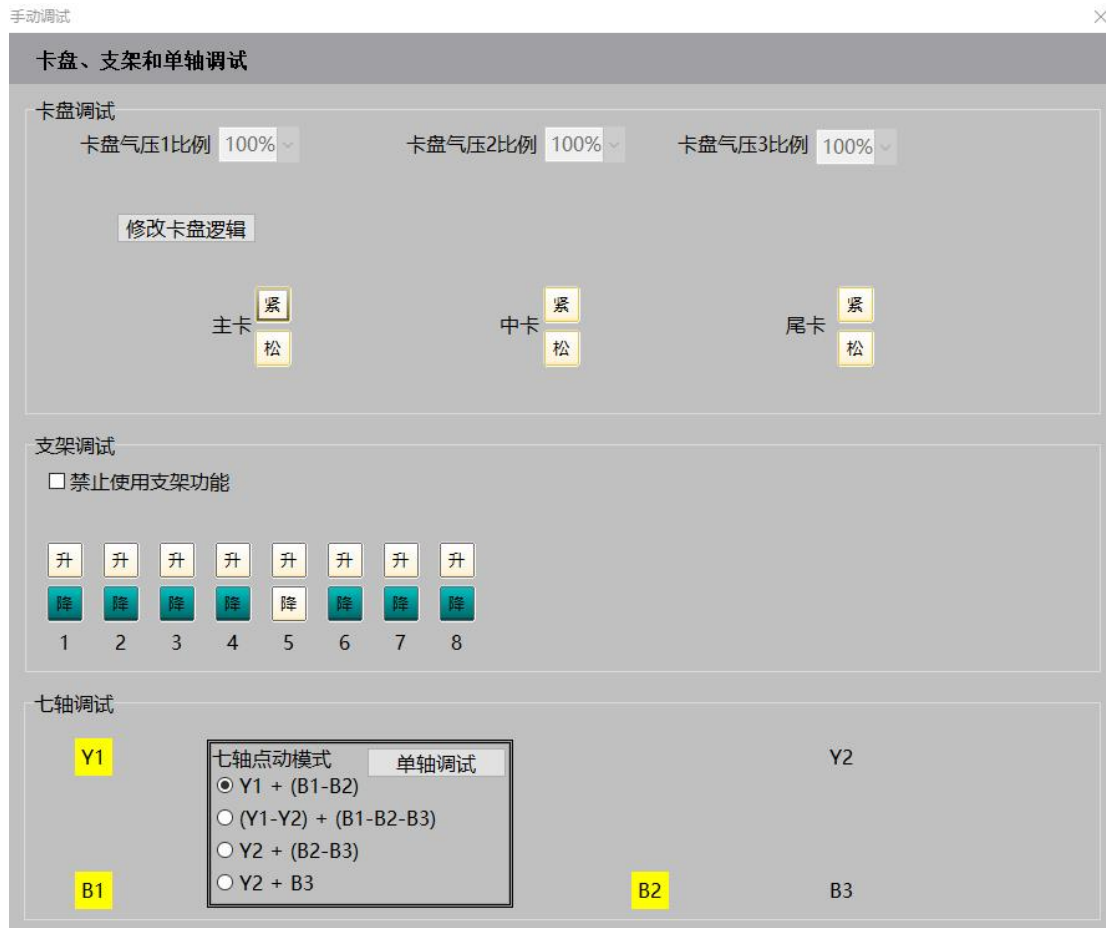 手动调试
卡盘、支架和单轴调试
卡盘调试
卡盘气压1比例 100% 卡盘气压2比例 100% 卡盘气压3比例 100%
修改卡盘逻辑
主卡 紧 松
中卡 紧 松
尾卡 紧 松
支架调试
禁止使用支架功能
升 升 升 升 升 升 升 升
降 降 降 降 降 降 降 降
1 2 3 4 5 6 7 8
七轴调试
Y1
七轴点动模式 单轴调试
Y1 + (B1-B2)
(Y1-Y2) + (B1-B2-B3)
Y2 + (B2-B3)
Y2 + B3
Y2
B1
B2
B3